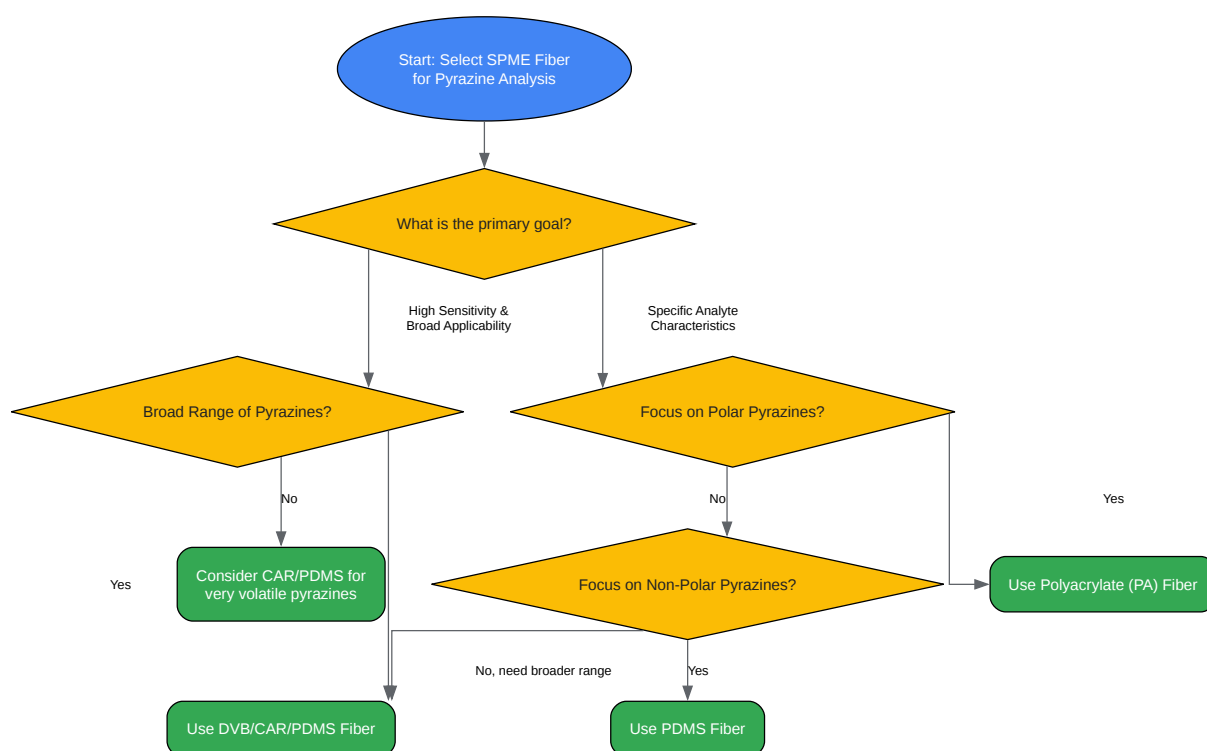 Start: Select SPME Fiber
for Pyrazine Analysis
What is the primary goal?
High Sensitivity &
Broad Applicability
Specific Analyte
Characteristics
Broad Range of Pyrazines?
Focus on Polar Pyrazines?
No
No
Yes
Consider CAR/PDMS for
very volatile pyrazines
Yes
Focus on Non-Polar Pyrazines?
Use Polyacrylate (PA) Fiber
No, need broader range
Yes
Use DVB/CAR/PDMS Fiber
Use PDMS Fiber